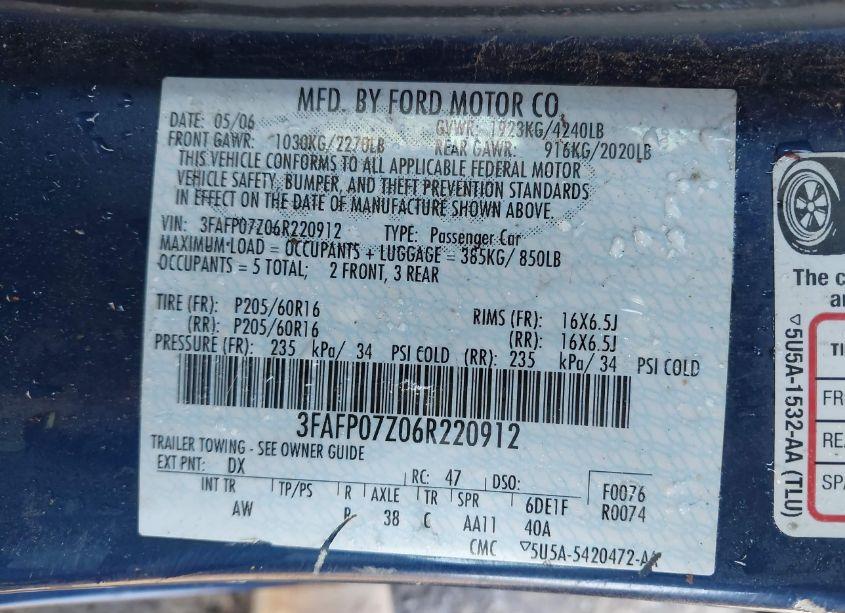 MFD. BY FORD MOTOR CO.
DATE: 05/06 GVWR: 1923KG/4240LB
FRONT GAWR: 1030KG/2270LB REAR GAWR: 916KG/2020LB
THIS VEHICLE CONFORMS TO ALL APPLICABLE FEDERAL MOTOR
VEHICLE SAFETY, BUMPER, AND THEFT PREVENTION STANDARDS
IN EFFECT ON THE DATE OF MANUFACTURE SHOWN ABOVE.
VIN: 3FAFP07Z06R220912 TYPE: Passenger Car
MAXIMUM LOAD = OCCUPANTS + LUGGAGE = 385KG/ 850LB
OCCUPANTS = 5 TOTAL; 2 FRONT, 3 REAR
TIRE (FR): P205/60R16 RIMS (FR): 16X6.5J
(RR): P205/60R16 (RR): 16X6.5J
PRESSURE (FR): 235 kPa/ 34 PSI COLD (RR): 235 kPa/ 34 PSI COLD
3FAFP07Z06R220912
TRAILER TOWING - SEE OWNER GUIDE
EXT PNT: DX RC: 47 DSO: F0076
INT TR TP/PS R AXLE TR SPR 6DE1F R0074
AW 38 C AA11 40A
CMC ▽5U5A-5420472-A
The c
an
▽5U5A-1532-AA (TLU)
TI
FR
REA
SPA